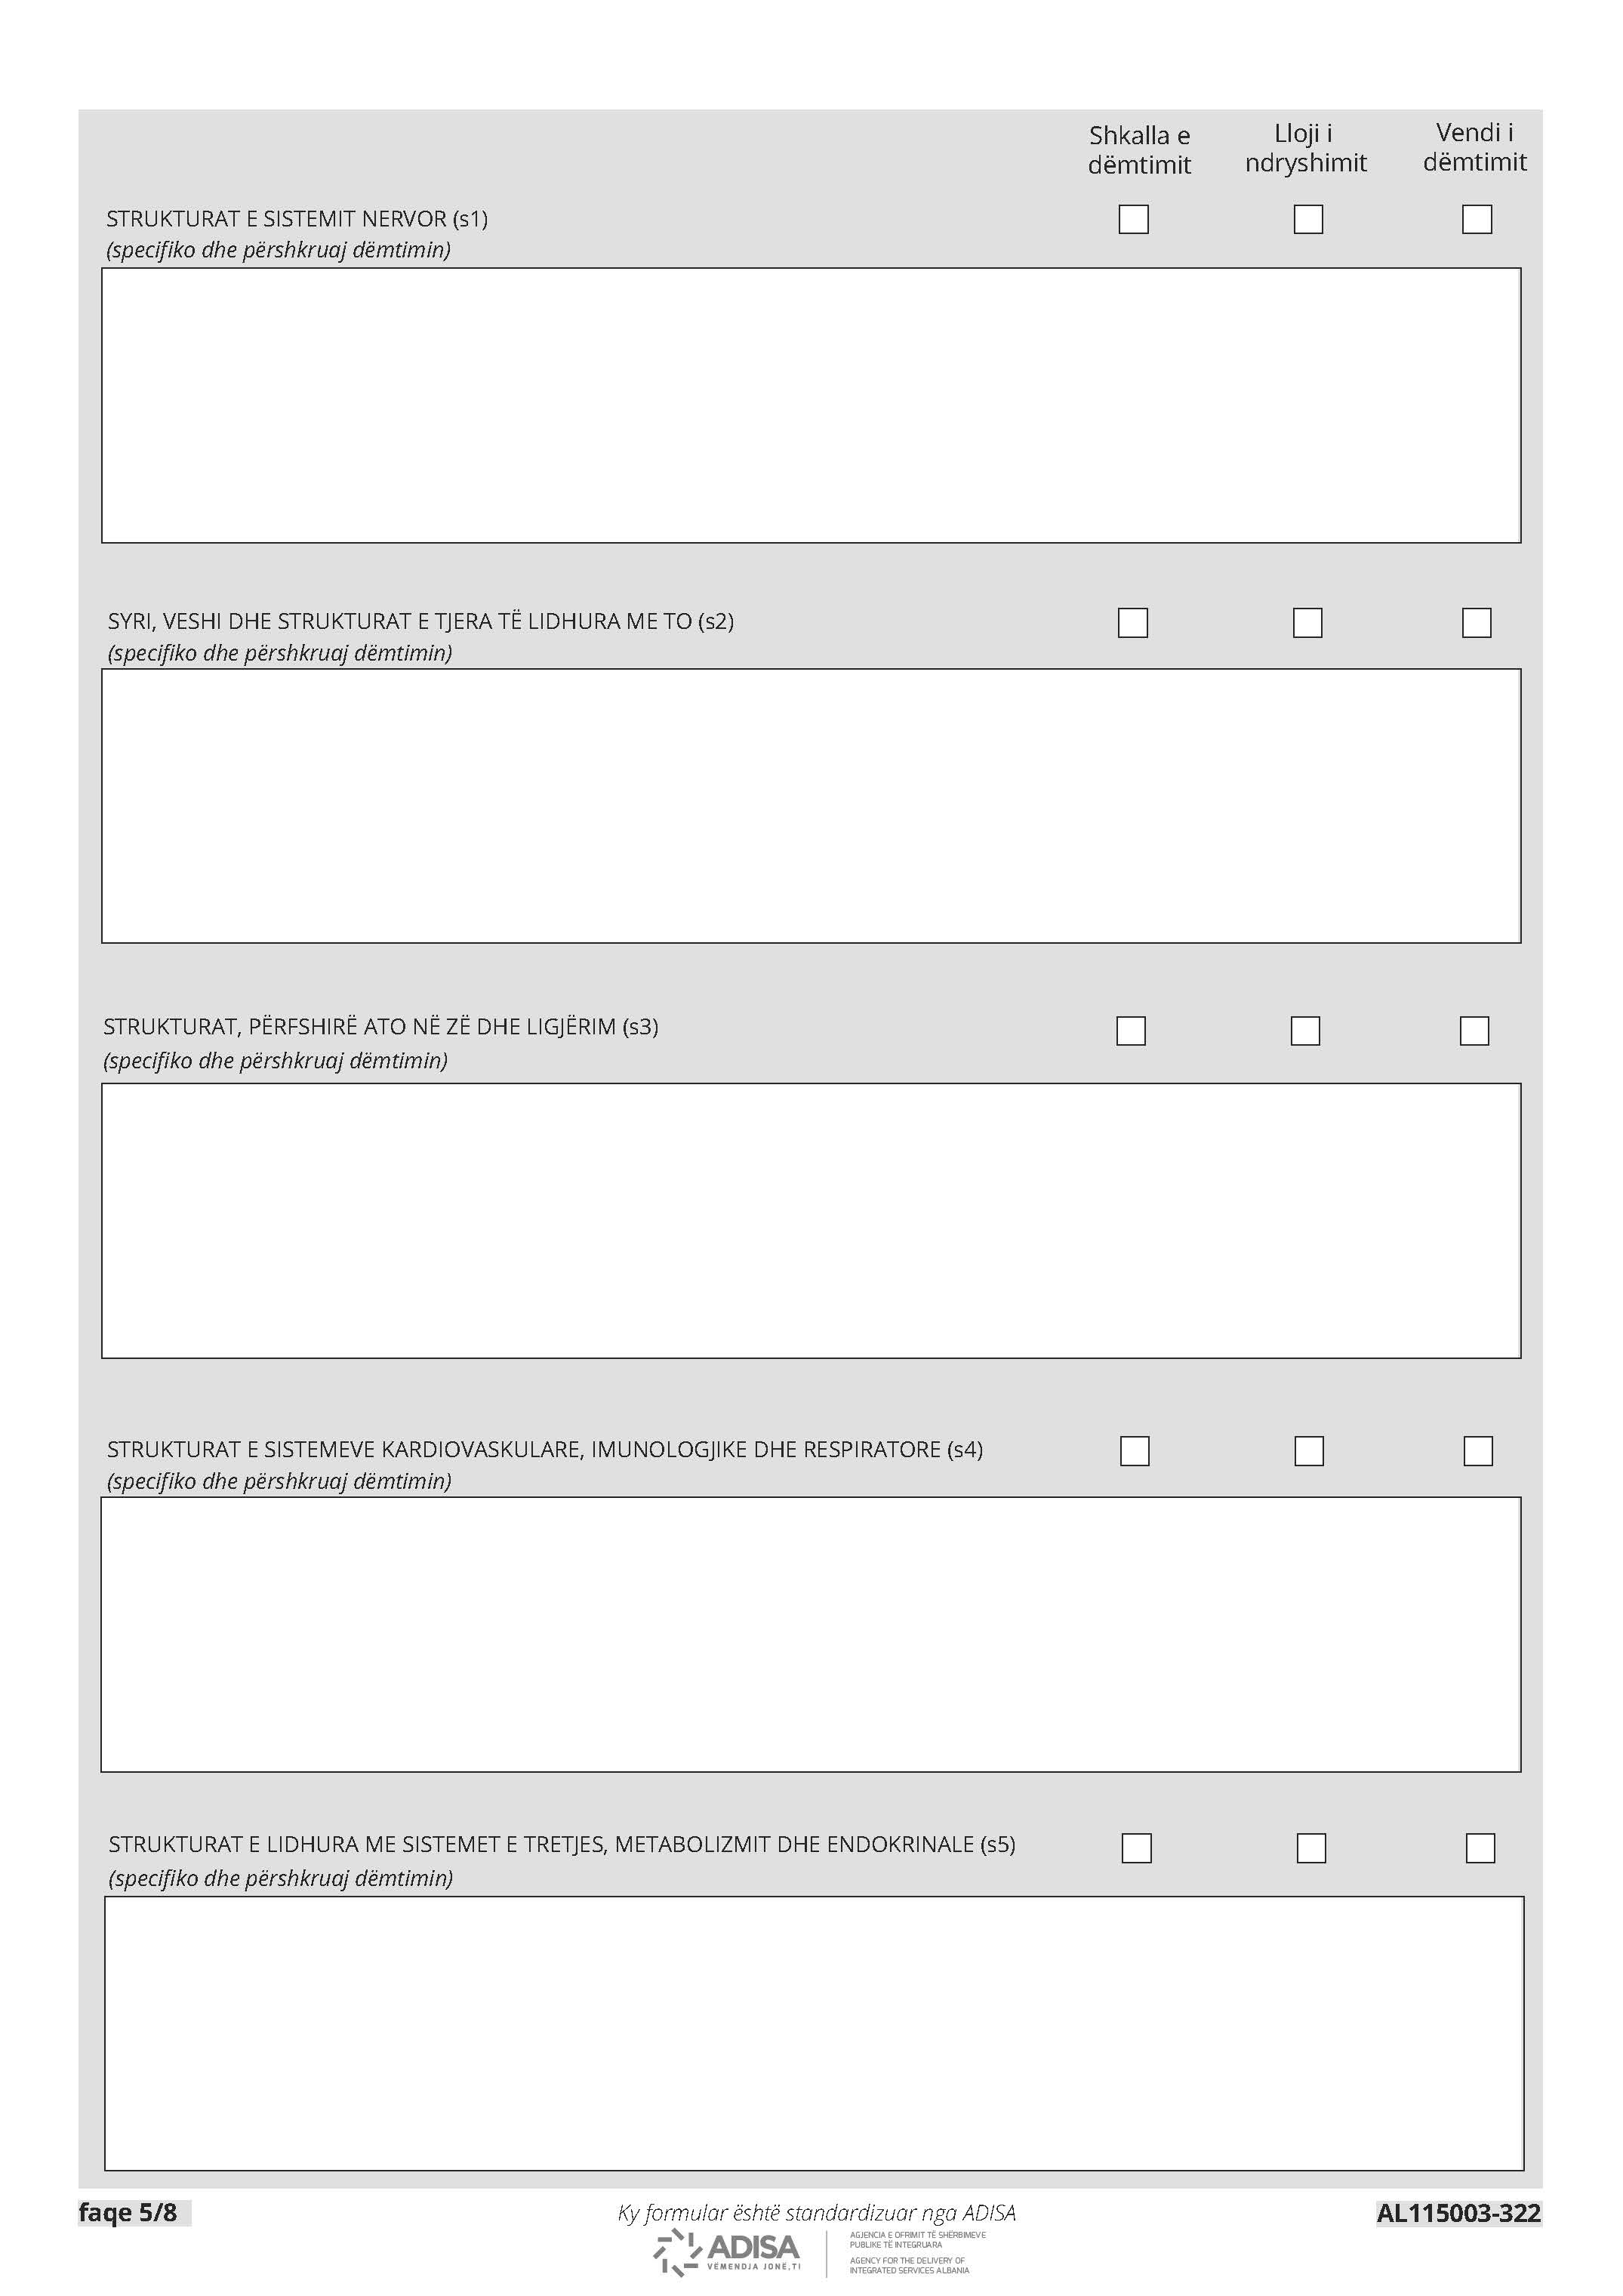 Shkalla e
dëmtimit
Lloji i
ndryshimit
Vendi i
dëmtimit
STRUKTURAT E SISTEMIT NERVOR (s1)
(specifiko dhe përshkruaj dëmtimin)
SYRI, VESHI DHE STRUKTURAT E TJERA TË LIDHURA ME TO (s2)
(specifiko dhe përshkruaj dëmtimin)
STRUKTURAT, PËRFSHIRË ATO NË ZË DHE LIGJËRIM (s3)
(specifiko dhe përshkruaj dëmtimin)
STRUKTURAT E SISTEMEVE KARDIOVASKULARE, IMUNOLOGJIKE DHE RESPIRATORE (s4)
(specifiko dhe përshkruaj dëmtimin)
STRUKTURAT E LIDHURA ME SISTEMET E TRETJES, METABOLIZMIT DHE ENDOKRINALE (s5)
(specifiko dhe përshkruaj dëmtimin)
faqe 5/8
Ky formular është standardizuar nga ADISA
AL115003-322
ADISA
VËMENDJA JONË,TI
AGJENCIA E OFRIMIT TË SHËRBIMEVE
PUBLIKE TË INTEGRUARA
AGENCY FOR THE DELIVERY OF
INTEGRATED SERVICES ALBANIA